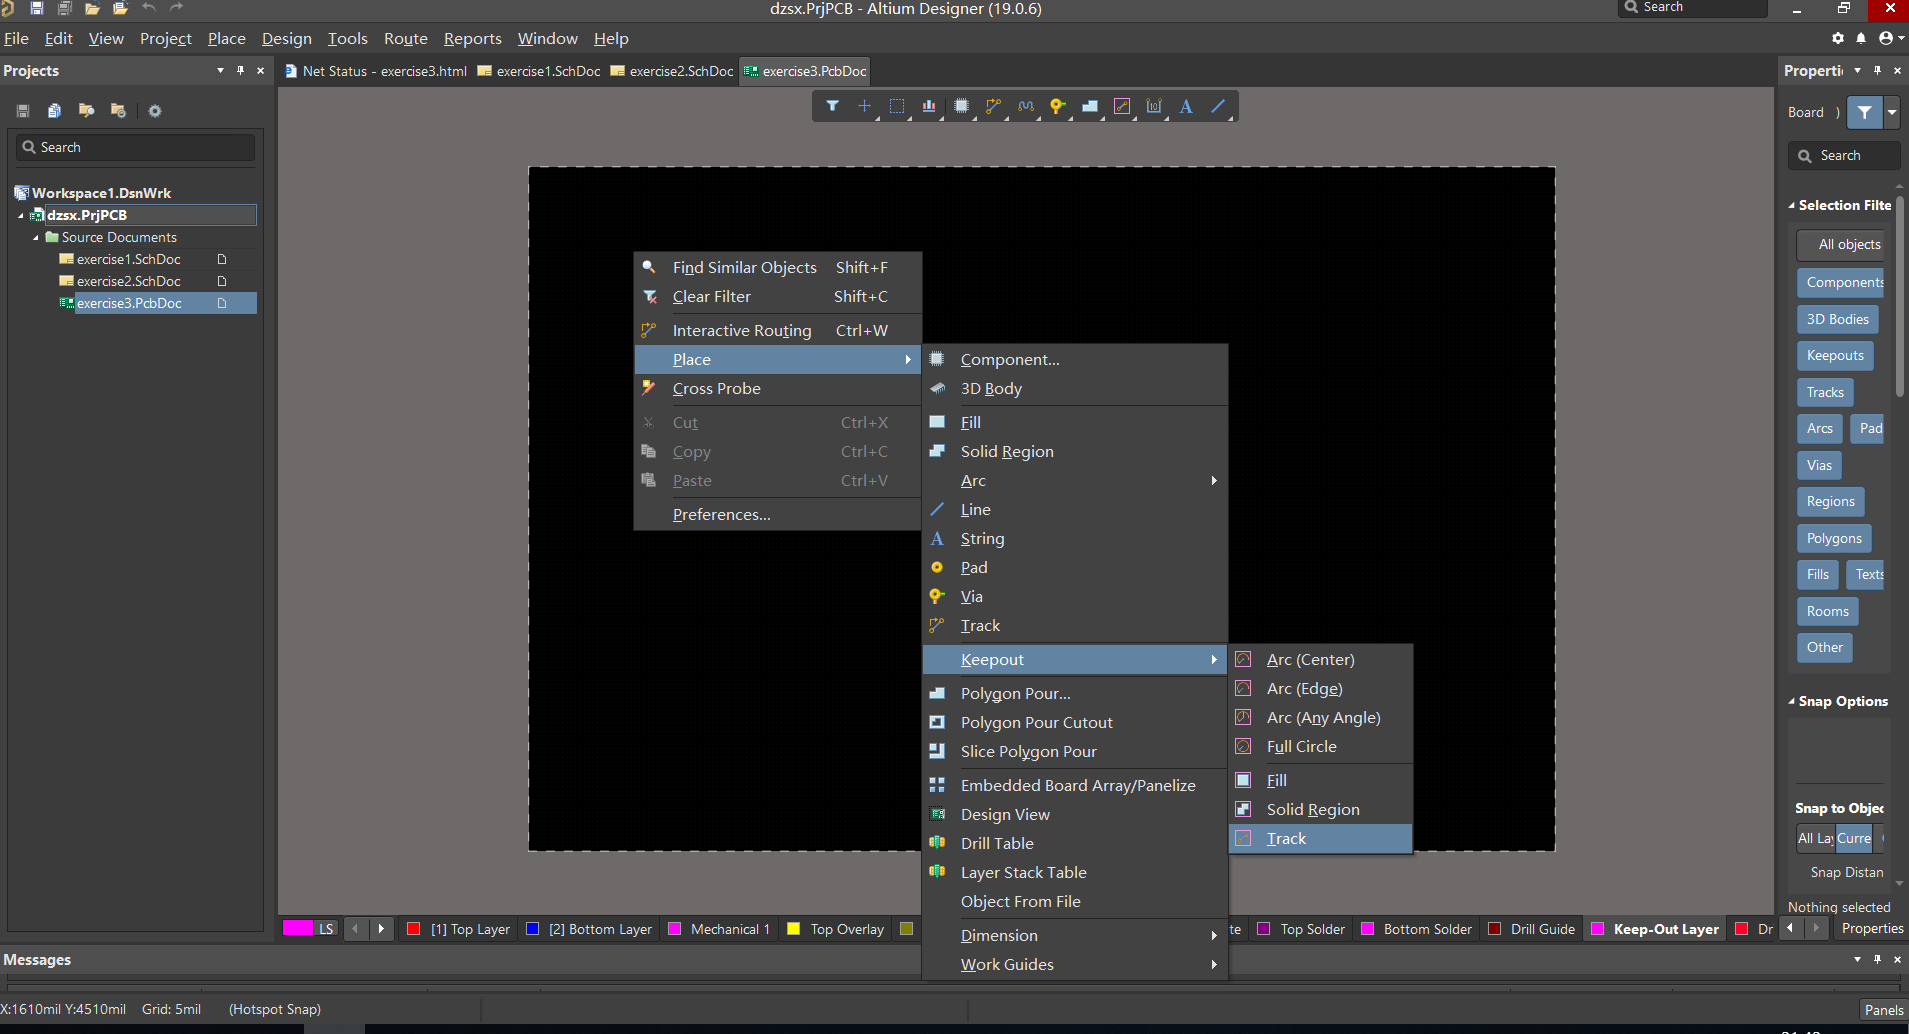 dzsx.PrjPCB - Altium Designer (19.0.6)
Search
File Edit View Project Place Design Tools Route Reports Window Help
Projects
Net Status - exercise3.html exercise1.SchDoc exercise2.SchDoc exercise3.PcbDoc
Search
Workspace1.DsnWrk
dzsx.PrjPCB
Source Documents
exercise1.SchDoc
exercise2.SchDoc
exercise3.PcbDoc
Find Similar Objects Shift+F
Clear Filter Shift+C
Interactive Routing Ctrl+W
Place
Cross Probe
Cut Ctrl+X
Copy Ctrl+C
Paste Ctrl+V
Preferences...
Component...
3D Body
Fill
Solid Region
Arc
Line
String
Pad
Via
Track
Keepout
Polygon Pour...
Polygon Pour Cutout
Slice Polygon Pour
Embedded Board Array/Panelize
Design View
Drill Table
Layer Stack Table
Object From File
Dimension
Work Guides
Arc (Center)
Arc (Edge)
Arc (Any Angle)
Full Circle
Fill
Solid Region
Track
Properti
Board )
Search
Selection Filte
All objects
Components
3D Bodies
Keepouts
Tracks
Arcs Pad
Vias
Regions
Polygons
Fills Texts
Rooms
Other
Snap Options
Snap to Objec
All Lay Curre
Snap Distan
Nothing selected
Properties
LS [1] Top Layer [2] Bottom Layer Mechanical 1 Top Overlay te Top Solder Bottom Solder Drill Guide Keep-Out Layer Dr
Messages
X:1610mil Y:4510mil Grid: 5mil (Hotspot Snap)
Panels